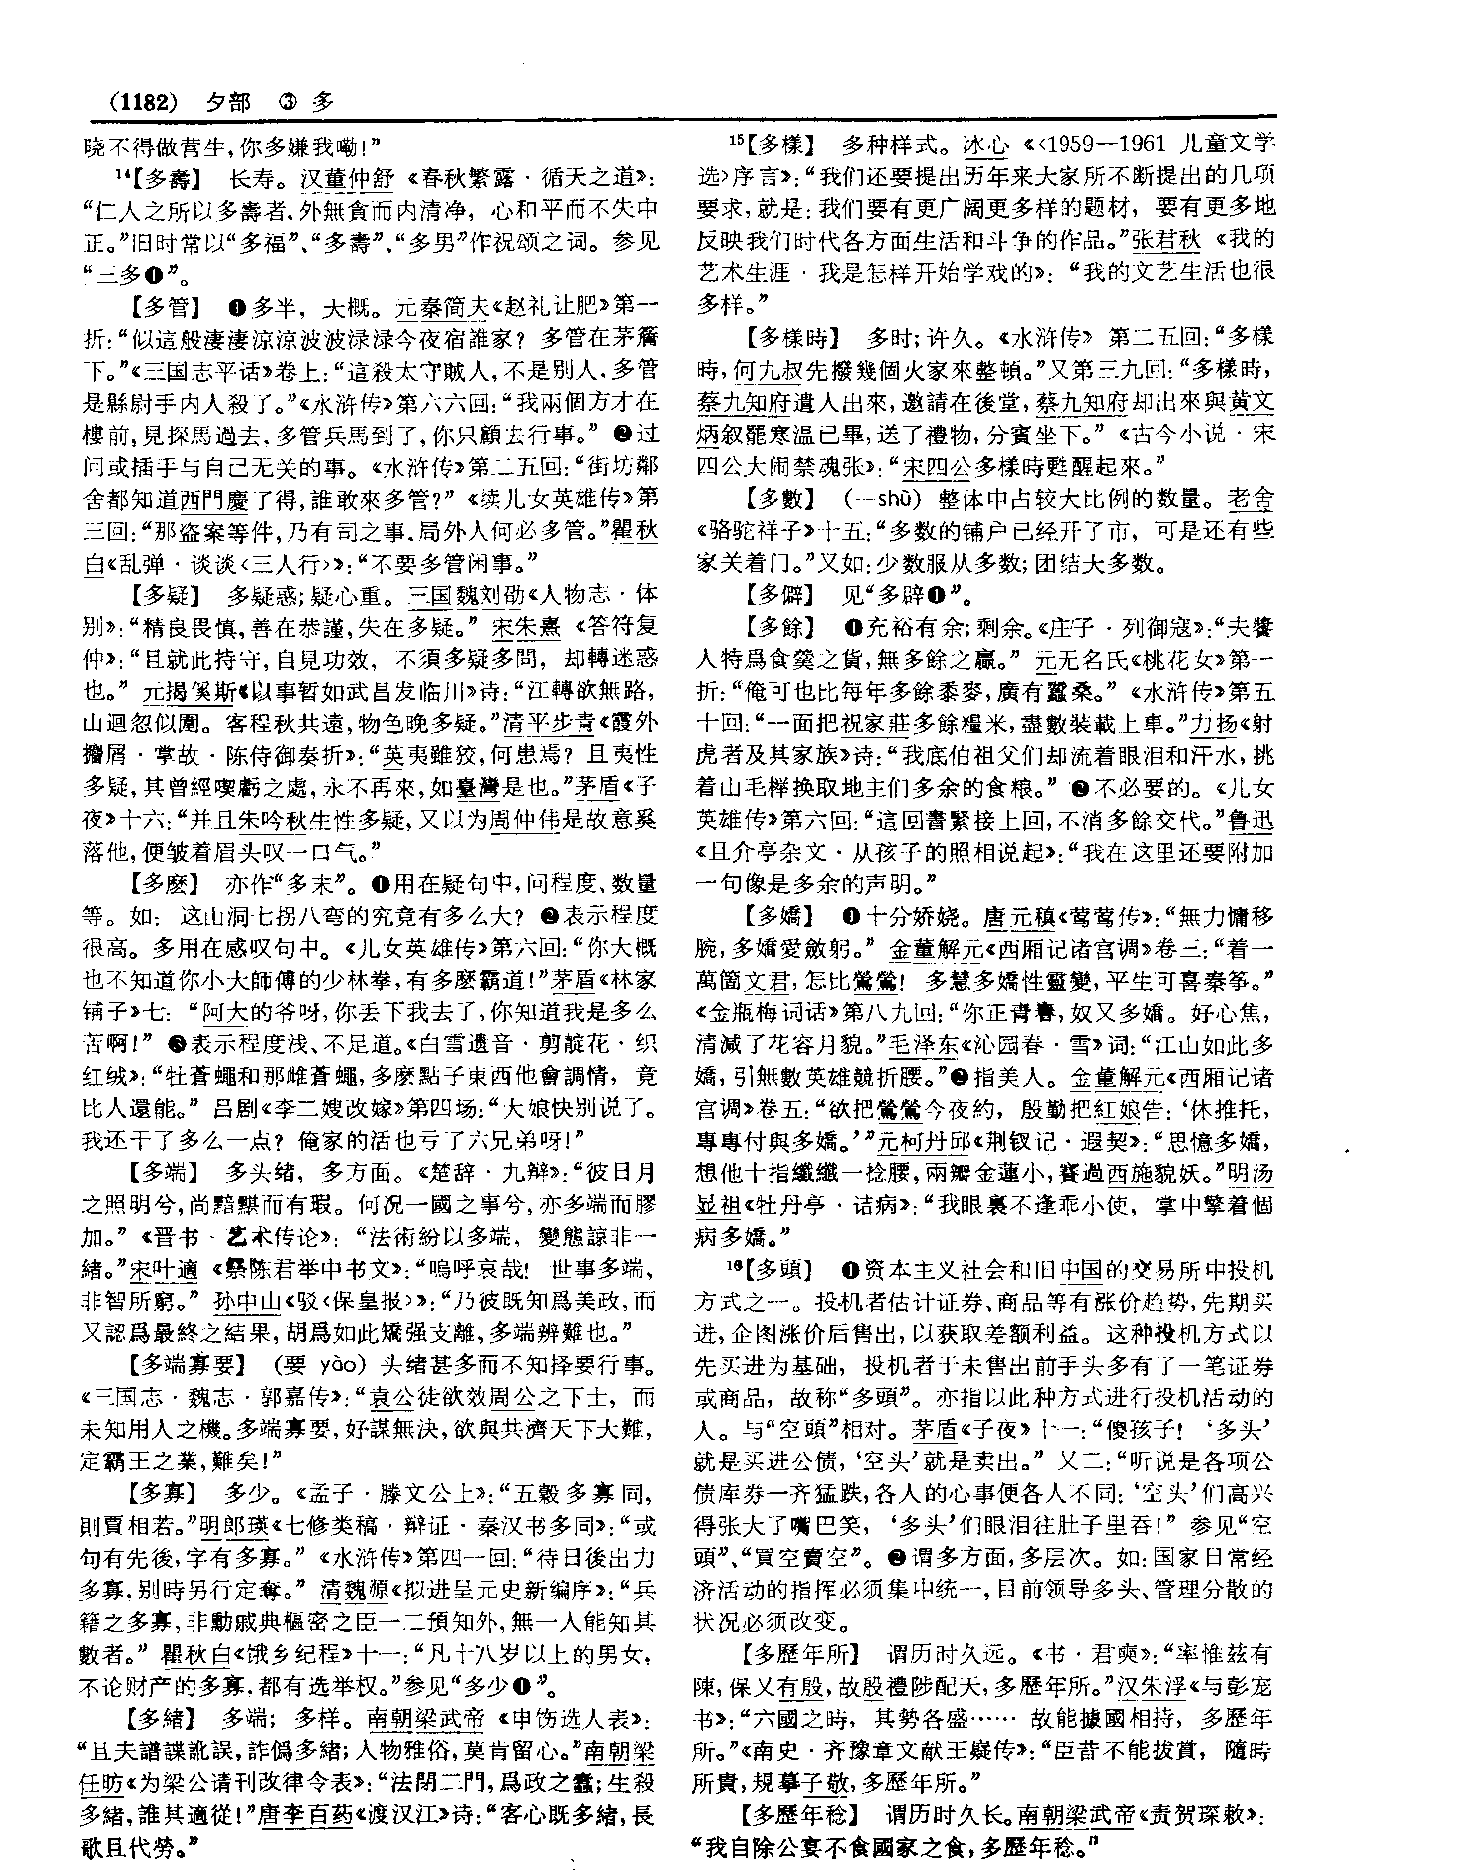 (1182) 夕部 ③ 多
晓不得做营生,你多嫌我嘞!”
14【多壽】 长寿。汉董仲舒《春秋繁露·循天之道》:
“仁人之所以多壽者,外無貪而内清净, 心和平而不失中
正。”旧时常以“多福”、“多壽”、“多男”作祝颂之词。参见
“三多❶”。
【多管】 ❶多半, 大概。元秦简夫《赵礼让肥》第一
折:“似這般淒淒涼涼波波渌渌今夜宿誰家? 多管在茅簷
下。”《三国志平话》卷上:“這殺太守賊人,不是别人,多管
是縣尉手内人殺了。”《水浒传》第六六回:“我兩個方才在
樓前,見探馬過去,多管兵馬到了,你只顧去行事。” ❷过
问或插手与自己无关的事。《水浒传》第二五回:“街坊鄰
舍都知道西門慶了得,誰敢來多管?” 《续儿女英雄传》第
三回:“那盗案等件,乃有司之事,局外人何必多管。”瞿秋
白《乱弹·谈谈〈三人行〉》:“不要多管闲事。”
【多疑】 多疑惑;疑心重。三国魏刘劭《人物志·体
别》:“精良畏慎,善在恭謹,失在多疑。” 宋朱熹 《答符复
仲》:“且就此持守,自見功效, 不須多疑多問, 却轉迷惑
也。” 元揭傒斯《以事暂如武昌发临川》诗:“江轉欲無路,
山迴忽似圍。客程秋共遠,物色晚多疑。”清平步青《霞外
攟屑·掌故·陈侍御奏折》:“英夷雖狡,何患焉? 且夷性
多疑,其曾經喫虧之處,永不再來,如臺灣是也。”茅盾《子
夜》十六:“并且朱吟秋生性多疑,又以为周仲伟是故意奚
落他,便皱着眉头叹一口气。”
【多麽】 亦作“多末”。❶用在疑句中,问程度、数量
等。如: 这山洞七拐八弯的究竟有多么大? ❷表示程度
很高。多用在感叹句中。《儿女英雄传》第六回:“你大概
也不知道你小大師傅的少林拳,有多麽霸道!”茅盾《林家
铺子》七: “阿大的爷呀,你丢下我去了,你知道我是多么
苦啊!” ❸表示程度浅、不足道。《白雪遗音·剪靛花·织
红绒》:“牡蒼蠅和那雌蒼蠅,多麽點子東西他會調情, 竟
比人還能。” 吕剧《李二嫂改嫁》第四场:“大娘快别说了。
我还干了多么一点? 俺家的活也亏了六兄弟呀!”
【多端】 多头绪, 多方面。《楚辞·九辩》:“彼日月
之照明兮,尚黯黮而有瑕。何况一國之事兮,亦多端而膠
加。” 《晋书·艺术传论》: “法術紛以多端, 變態諒非一
緒。”宋叶適 《祭陈君举中书文》:“嗚呼哀哉! 世事多端,
非智所窮。” 孙中山《驳〈保皇报〉》:“乃彼既知爲美政,而
又認爲最終之結果,胡爲如此矯强支離,多端辨難也。”
【多端寡要】 (要 yào) 头绪甚多而不知择要行事。
《三国志·魏志·郭嘉传》:“袁公徒欲效周公之下士, 而
未知用人之機。多端寡要,好謀無決,欲與共濟天下大難,
定霸王之業,難矣!”
【多寡】 多少。《孟子·滕文公上》:“五穀多寡同,
則賈相若。”明郎瑛《七修类稿·辩证·秦汉书多同》:“或
句有先後,字有多寡。” 《水浒传》第四一回:“待日後出力
多寡,别時另行定奪。” 清魏源《拟进呈元史新编序》:“兵
籍之多寡,非勳戚典樞密之臣一二預知外,無一人能知其
數者。” 瞿秋白《饿乡纪程》十一:“凡十八岁以上的男女,
不论财产的多寡,都有选举权。”参见“多少❶”。
【多緒】 多端; 多样。南朝梁武帝 《申饬选人表》:
“且夫譜諜訛誤,詐僞多緒;人物雅俗,莫肯留心。”南朝梁
任昉《为梁公请刊改律令表》:“法開二門,爲政之蠹;生殺
多緒,誰其適從!”唐李百药《渡汉江》诗:“客心既多緒,長
歌且代勞。”
15【多樣】 多种样式。冰心 《〈1959—1961 儿童文学
选〉序言》:“我们还要提出历年来大家所不断提出的几项
要求,就是:我们要有更广阔更多样的题材, 要有更多地
反映我们时代各方面生活和斗争的作品。”张君秋 《我的
艺术生涯·我是怎样开始学戏的》: “我的文艺生活也很
多样。”
【多樣時】 多时;许久。《水浒传》 第二五回:“多樣
時,何九叔先撥幾個火家來整頓。”又第三九回:“多樣時,
蔡九知府遣人出來,邀請在後堂,蔡九知府却出來與黄文
炳叙罷寒温已畢,送了禮物,分賓坐下。” 《古今小说·宋
四公大闹禁魂张》:“宋四公多樣時甦醒起來。”
【多數】 (—shù) 整体中占较大比例的数量。老舍
《骆驼祥子》十五:“多数的铺户已经开了市, 可是还有些
家关着门。”又如:少数服从多数;团结大多数。
【多僻】 见“多辟❶”。
【多餘】 ❶充裕有余;剩余。《庄子·列御寇》:“夫饗
人特爲食羹之貨,無多餘之贏。” 元无名氏《桃花女》第一
折:“俺可也比每年多餘黍麥,廣有蠶桑。” 《水浒传》第五
十回:“一面把祝家莊多餘糧米,盡數装載上車。”力扬《射
虎者及其家族》诗:“我底伯祖父们却流着眼泪和汗水,挑
着山毛榉换取地主们多余的食粮。” ❷不必要的。《儿女
英雄传》第六回:“這回書緊接上回,不消多餘交代。”鲁迅
《且介亭杂文·从孩子的照相说起》:“我在这里还要附加
一句像是多余的声明。”
【多嬌】 ❶十分娇娆。唐元稹《莺莺传》:“無力慵移
腕,多嬌愛斂躬。” 金董解元《西厢记诸宫调》卷三:“着一
萬箇文君,怎比鶯鶯! 多慧多嬌性靈變,平生可喜秦筝。”
《金瓶梅词话》第八九回:“你正青春,奴又多嬌。好心焦,
清減了花容月貌。”毛泽东《沁园春·雪》词:“江山如此多
嬌,引無數英雄競折腰。”❷指美人。金董解元《西厢记诸
宫调》卷五:“欲把鶯鶯今夜約, 殷勤把紅娘告:‘休推托,
專專付與多嬌。’”元柯丹邱《荆钗记·遐契》:“思憶多嬌,
想他十指纖纖一捻腰,兩瓣金蓮小,賽過西施貌妖。”明汤
显祖《牡丹亭·诘病》:“我眼裏不逢乖小使, 掌中擎着個
病多嬌。”
16【多頭】 ❶资本主义社会和旧中国的交易所中投机
方式之一。投机者估计证券、商品等有涨价趋势,先期买
进,企图涨价后售出,以获取差额利益。这种投机方式以
先买进为基础, 投机者于未售出前手头多有了一笔证券
或商品, 故称“多頭”。亦指以此种方式进行投机活动的
人。与“空頭”相对。茅盾《子夜》十一:“傻孩子! ‘多头’
就是买进公债,‘空头’就是卖出。” 又二:“听说是各项公
债库券一齐猛跌,各人的心事便各人不同:‘空头’们高兴
得张大了嘴巴笑, ‘多头’们眼泪往肚子里吞!” 参见“空
頭”、“買空賣空”。❷谓多方面,多层次。如:国家日常经
济活动的指挥必须集中统一,目前领导多头、管理分散的
状况必须改变。
【多歷年所】 谓历时久远。《书·君奭》:“率惟兹有
陳,保乂有殷,故殷禮陟配天,多歷年所。”汉朱浮《与彭宠
书》:“六國之時, 其勢各盛…… 故能據國相持, 多歷年
所。”《南史·齐豫章文献王嶷传》:“臣昔不能拔賞, 隨時
所貴,規摹子敬,多歷年所。”
【多歷年稔】 谓历时久长。南朝梁武帝《责贺琛敕》:
“我自除公宴不食國家之食,多歷年稔。”